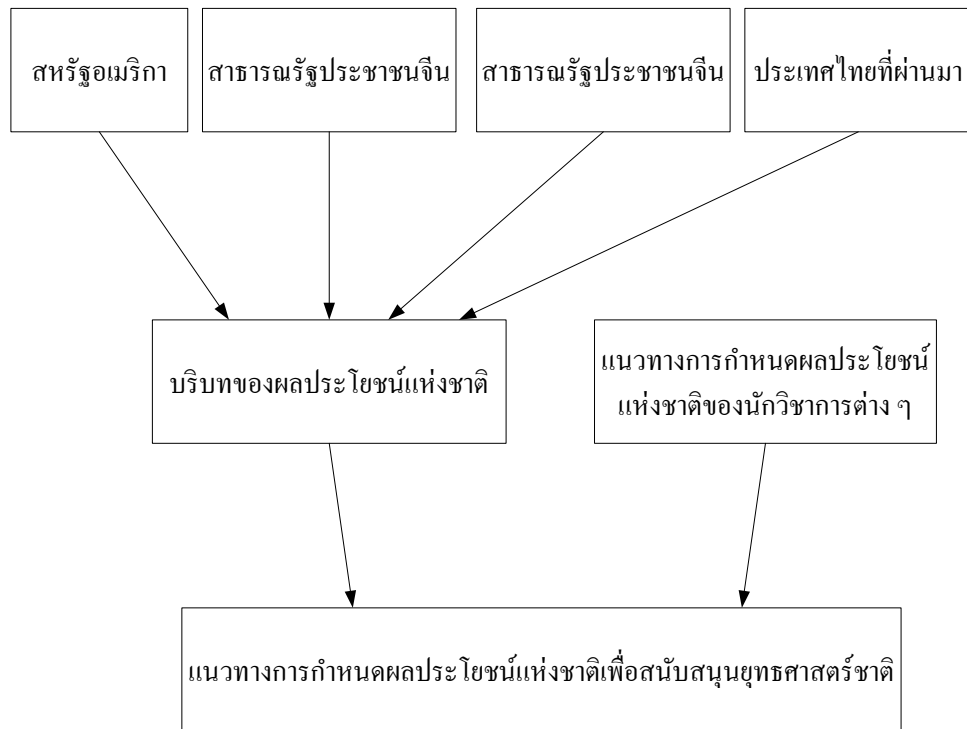 สหรัฐอเมริกา
สาธารณรัฐประชาชนจีน
สาธารณรัฐประชาชนจีน
ประเทศไทยที่ผ่านมา
บริบทของผลประโยชน์แห่งชาติ
แนวทางการกำหนดผลประโยชน์
แห่งชาติของนักวิชาการต่าง ๆ
แนวทางการกำหนดผลประโยชน์แห่งชาติเพื่อสนับสนุนยุทธศาสตร์ชาติ